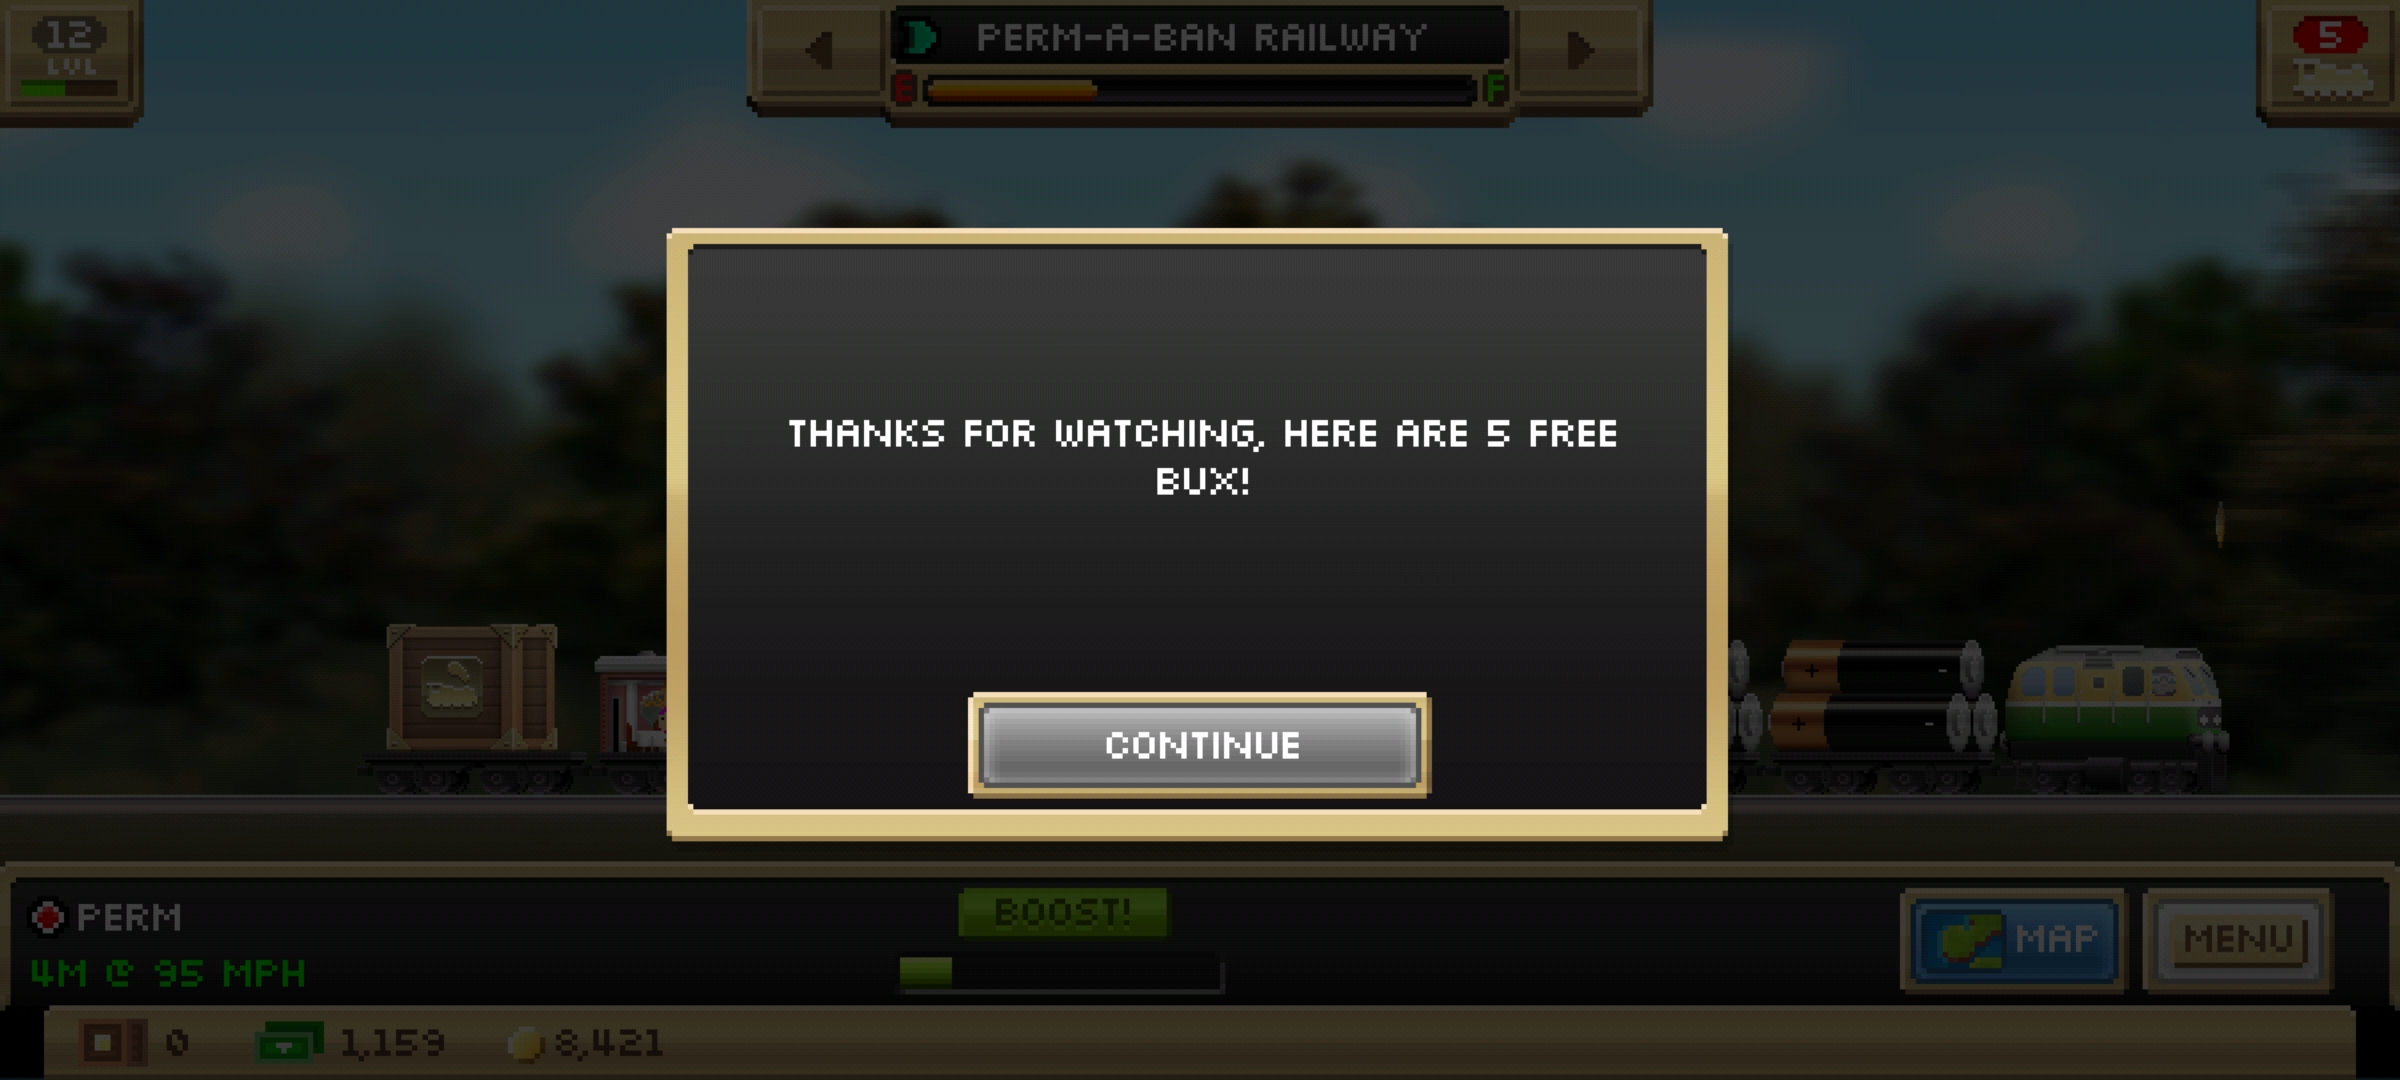 12
LVL
PERM-A-BAN RAILWAY
E
F
5
THANKS FOR WATCHING, HERE ARE 5 FREE
BUX!
CONTINUE
PERM
4M @ 95 MPH
BOOST!
MAP
MENU
0
1,159
8,421